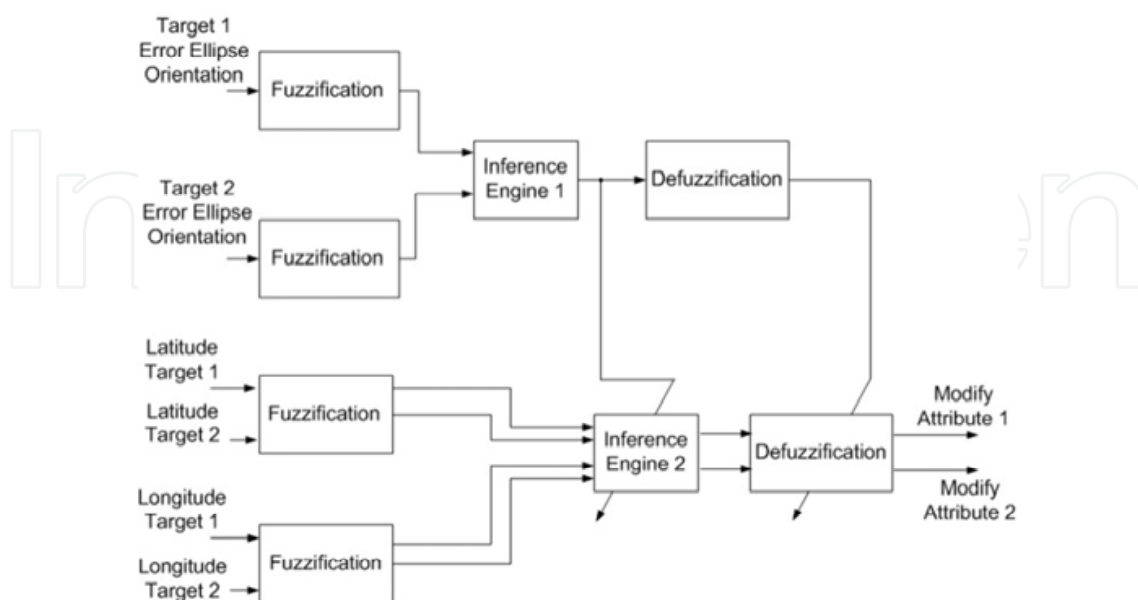 Target 1
Error Ellipse
Orientation
Fuzzification
Inference
Engine 1
Defuzzification
Target 2
Error Ellipse
Orientation
Fuzzification
Latitude
Target 1
Latitude
Target 2
Fuzzification
Inference
Engine 2
Defuzzification
Modify
Attribute 1
Modify
Attribute 2
Longitude
Target 1
Longitude
Target 2
Fuzzification